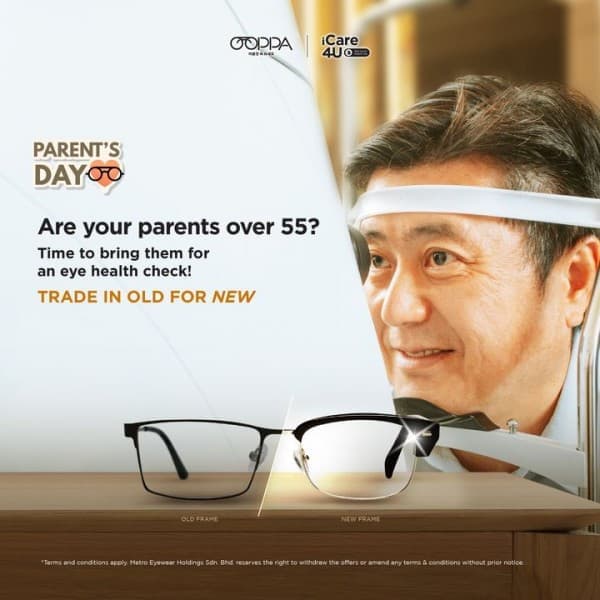 OOPPA
iCare
4U
PARENT'S
DAY
Are your parents over 55?
Time to bring them for
an eye health check!
TRADE IN OLD FOR NEW
OLD FRAME
NEW FRAME
*Terms and conditions apply. Metro Eyewear Holdings Sdn. Bhd. reserves the right to withdrew the offers or amend any terms & conditions without prior notice.